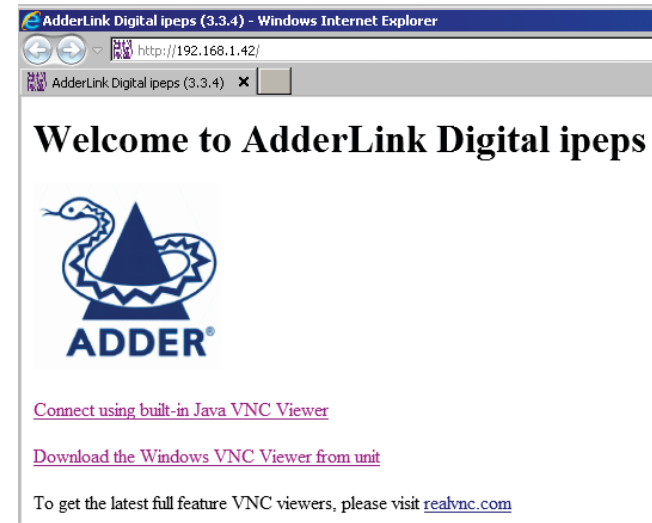 AdderLink Digital ipeps (3.3.4) - Windows Internet Explorer
http://192.168.1.42/
AdderLink Digital ipeps (3.3.4)
Welcome to AdderLink Digital ipeps
ADDER®
Connect using built-in Java VNC Viewer
Download the Windows VNC Viewer from unit
To get the latest full feature VNC viewers, please visit realvnc.com